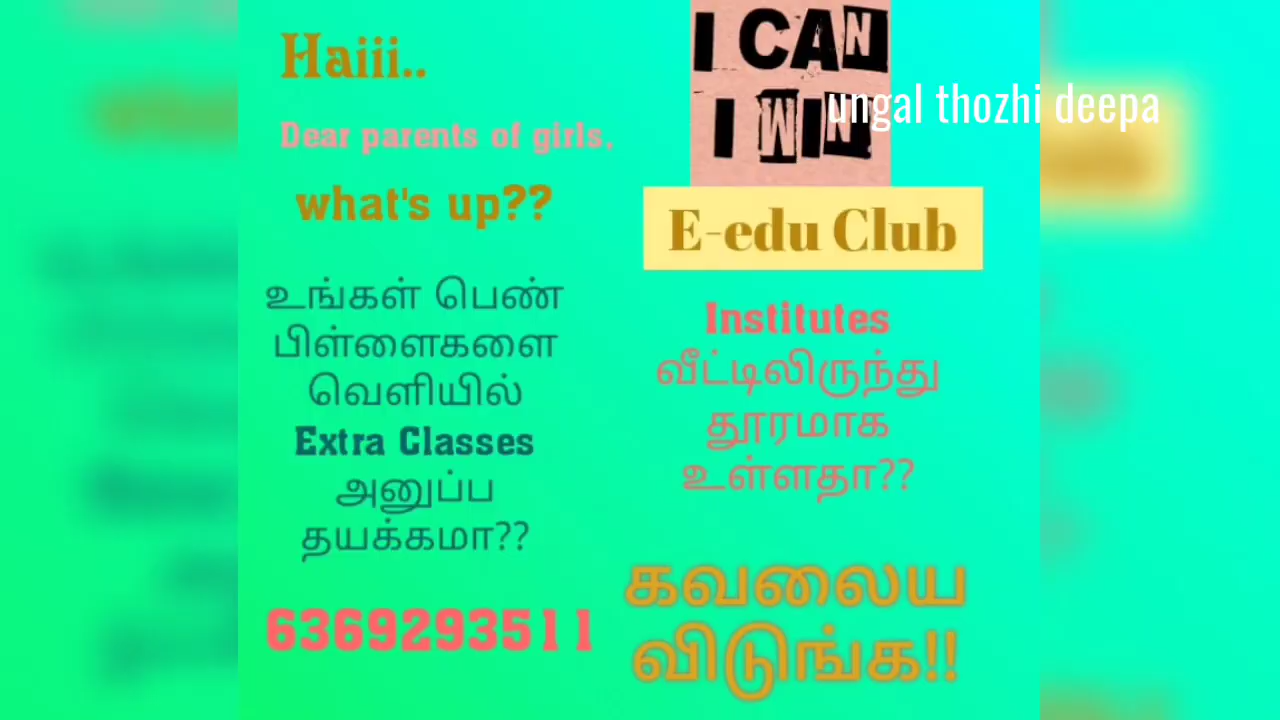 Haiii..
Dear parents of girls,
what's up??
உங்கள் பெண்
பிள்ளைகளை
வெளியில்
Extra Classes
அனுப்ப
தயக்கமா??
6369293511
I CAN
I WIN
ungal thozhi deepa
E-edu Club
Institutes
வீட்டிலிருந்து
தூரமாக
உள்ளதா??
கவலைய
விடுங்க!!